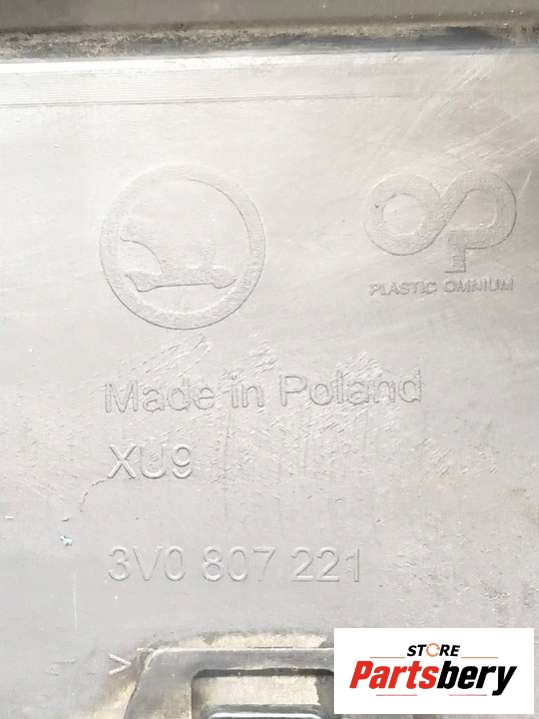 PLASTIC OMNIUM
Made in Poland
XU9
3V0 807 221
>
STORE
Partsbery